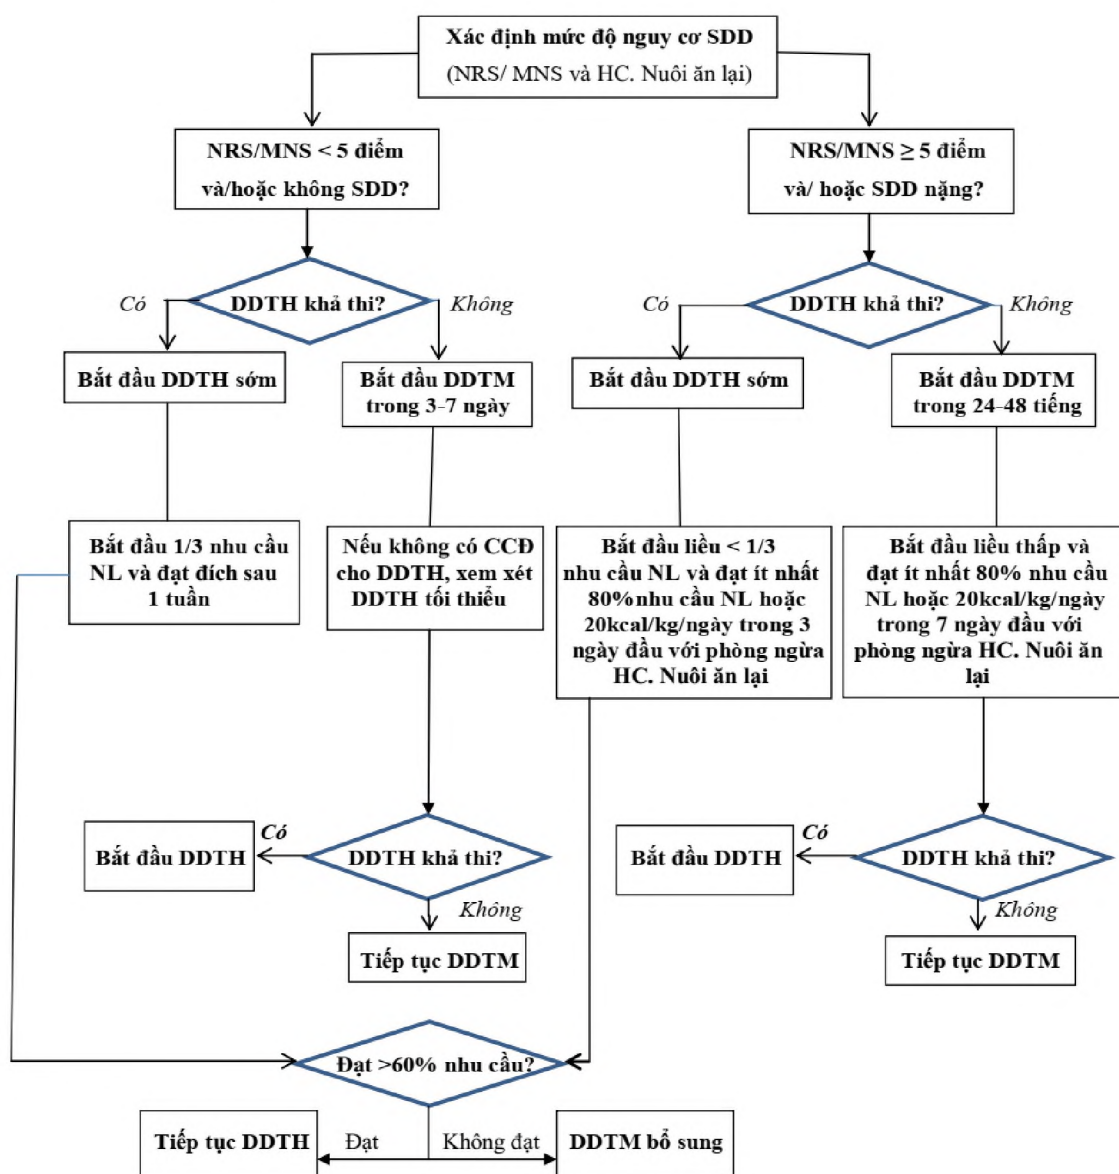 Xác định mức độ nguy cơ SDD
(NRS/ MNS và HC. Nuôi ăn lại)
NRS/MNS < 5 điểm
và/hoặc không SDD?
NRS/MNS ≥ 5 điểm
và/ hoặc SDD nặng?
Có
DDTH khả thi?
Không
Có
DDTH khả thi?
Không
Bắt đầu DDTH sớm
Bắt đầu DDTM
trong 3-7 ngày
Bắt đầu DDTH sớm
Bắt đầu DDTM
trong 24-48 tiếng
Bắt đầu 1/3 nhu cầu
NL và đạt đích sau
1 tuần
Nếu không có CCĐ
cho DDTH, xem xét
DDTH tối thiểu
Bắt đầu liều < 1/3
nhu cầu NL và đạt ít nhất
80%nhu cầu NL hoặc
20kcal/kg/ngày trong 3
ngày đầu với phòng ngừa
HC. Nuôi ăn lại
Bắt đầu liều thấp và
đạt ít nhất 80% nhu cầu
NL hoặc 20kcal/kg/ngày
trong 7 ngày đầu với
phòng ngừa HC. Nuôi ăn
lại
Bắt đầu DDTH
Có
DDTH khả thi?
Không
Tiếp tục DDTM
Bắt đầu DDTH
Có
DDTH khả thi?
Không
Tiếp tục DDTM
Đạt >60% nhu cầu?
Tiếp tục DDTH
Đạt
Không đạt
DDTM bổ sung